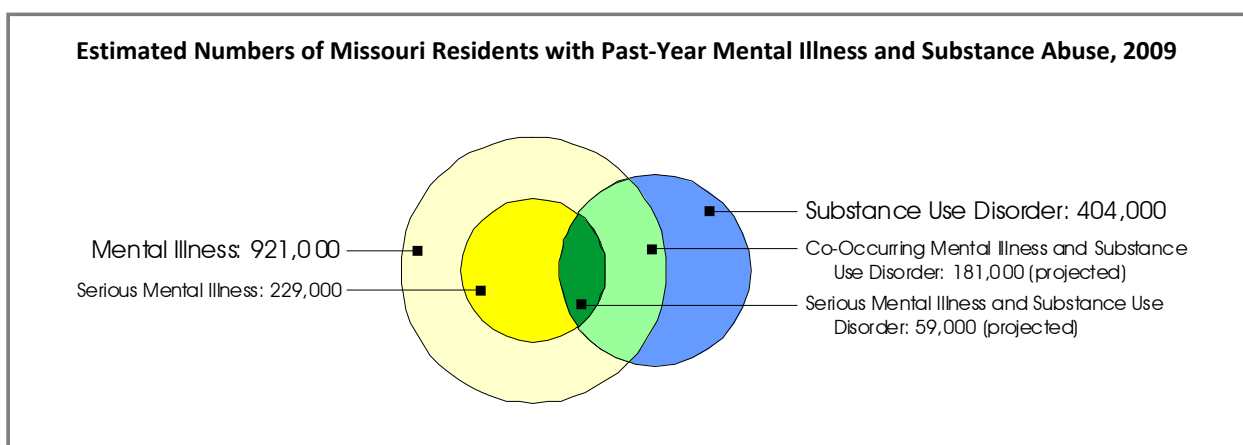 Estimated Numbers of Missouri Residents with Past-Year Mental Illness and Substance Abuse, 2009
Mental Illness: 921,000
Serious Mental Illness: 229,000
Substance Use Disorder: 404,000
Co-Occurring Mental Illness and Substance
Use Disorder: 181,000 (projected)
Serious Mental Illness and Substance Use
Disorder: 59,000 (projected)